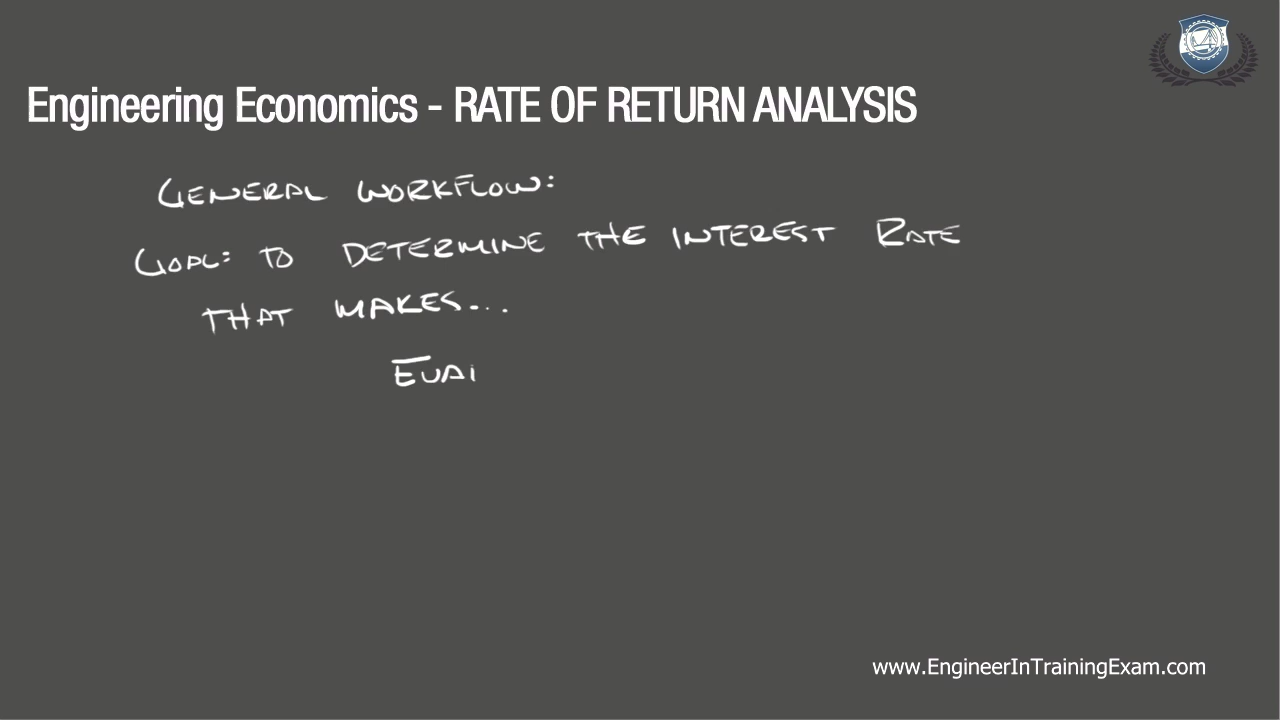 Engineering Economics - RATE OF RETURN ANALYSIS
GENERAL WORKFLOW:
GOAL: TO DETERMINE THE INTEREST RATE
THAT MAKES...
www.EngineerInTrainingExam.com